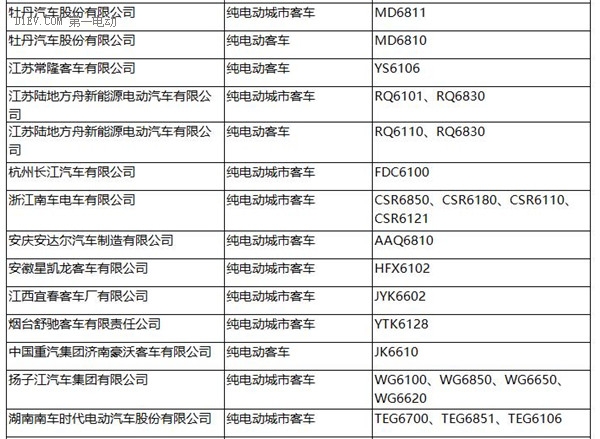 牡丹汽车股份有限公司 纯电动城市客车 MD6811
D1EV.COM 第一电动
牡丹汽车股份有限公司 纯电动客车 MD6810
江苏常隆客车有限公司 纯电动客车 YS6106
江苏陆地方舟新能源电动汽车有限公 纯电动城市客车 RQ6101、RQ6830
司
江苏陆地方舟新能源电动汽车有限公 纯电动客车 RQ6110、RQ6830
司
杭州长江汽车有限公司 纯电动城市客车 FDC6100
浙江南车电车有限公司 纯电动城市客车 CSR6850、CSR6180、CSR6110、
CSR6121
安庆安达尔汽车制造有限公司 纯电动城市客车 AAQ6810
安徽星凯龙客车有限公司 纯电动城市客车 HFX6102
江西宜春客车厂有限公司 纯电动城市客车 JYK6602
烟台舒驰客车有限责任公司 纯电动城市客车 YTK6128
中国重汽集团济南豪沃客车有限公司 纯电动客车 JK6610
扬子江汽车集团有限公司 纯电动城市客车 WG6100、WG6850、WG6650、
WG6620
湖南南车时代电动汽车股份有限公司 纯电动城市客车 TEG6700、TEG6851、TEG6106